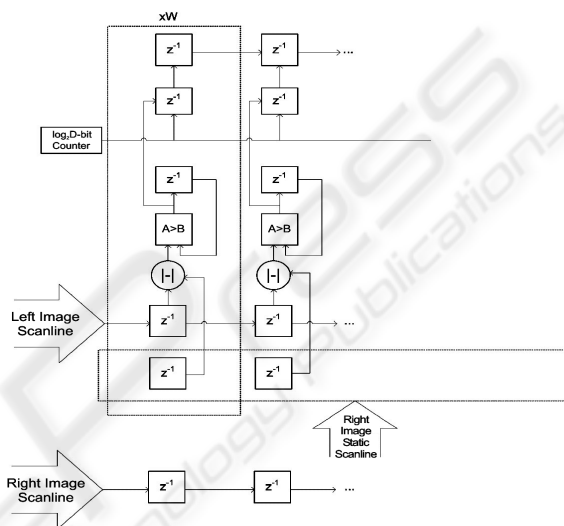 xW
z⁻¹ z⁻¹ ...
z⁻¹ z⁻¹
log₂D-bit
Counter
z⁻¹ z⁻¹
A>B A>B
|-| |-|
Left Image
Scanline
z⁻¹ z⁻¹ ...
z⁻¹ z⁻¹
Right
Image
Static
Scanline
Right Image
Scanline
z⁻¹ z⁻¹ ...